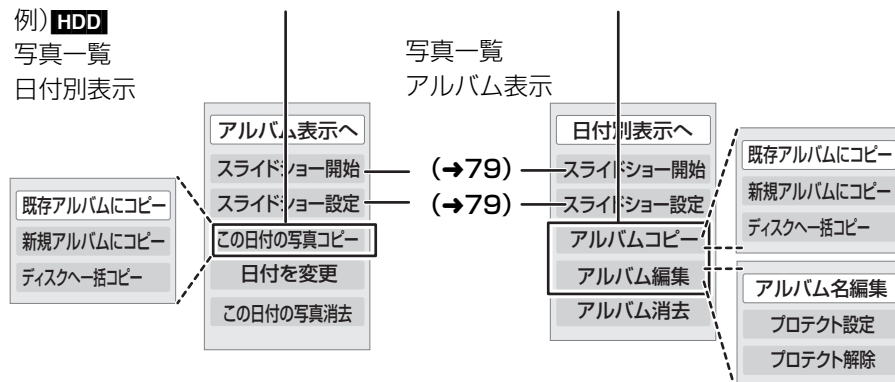 例) HDD
写真一覧
日付別表示
アルバム表示へ
スライドショー開始
スライドショー設定
この日付の写真コピー
日付を変更
この日付の写真消去
既存アルバムにコピー
新規アルバムにコピー
ディスクへ一括コピー
(➔79)
(➔79)
写真一覧
アルバム表示
日付別表示へ
スライドショー開始
スライドショー設定
アルバムコピー
アルバム編集
アルバム消去
既存アルバムにコピー
新規アルバムにコピー
ディスクへ一括コピー
アルバム名編集
プロテクト設定
プロテクト解除